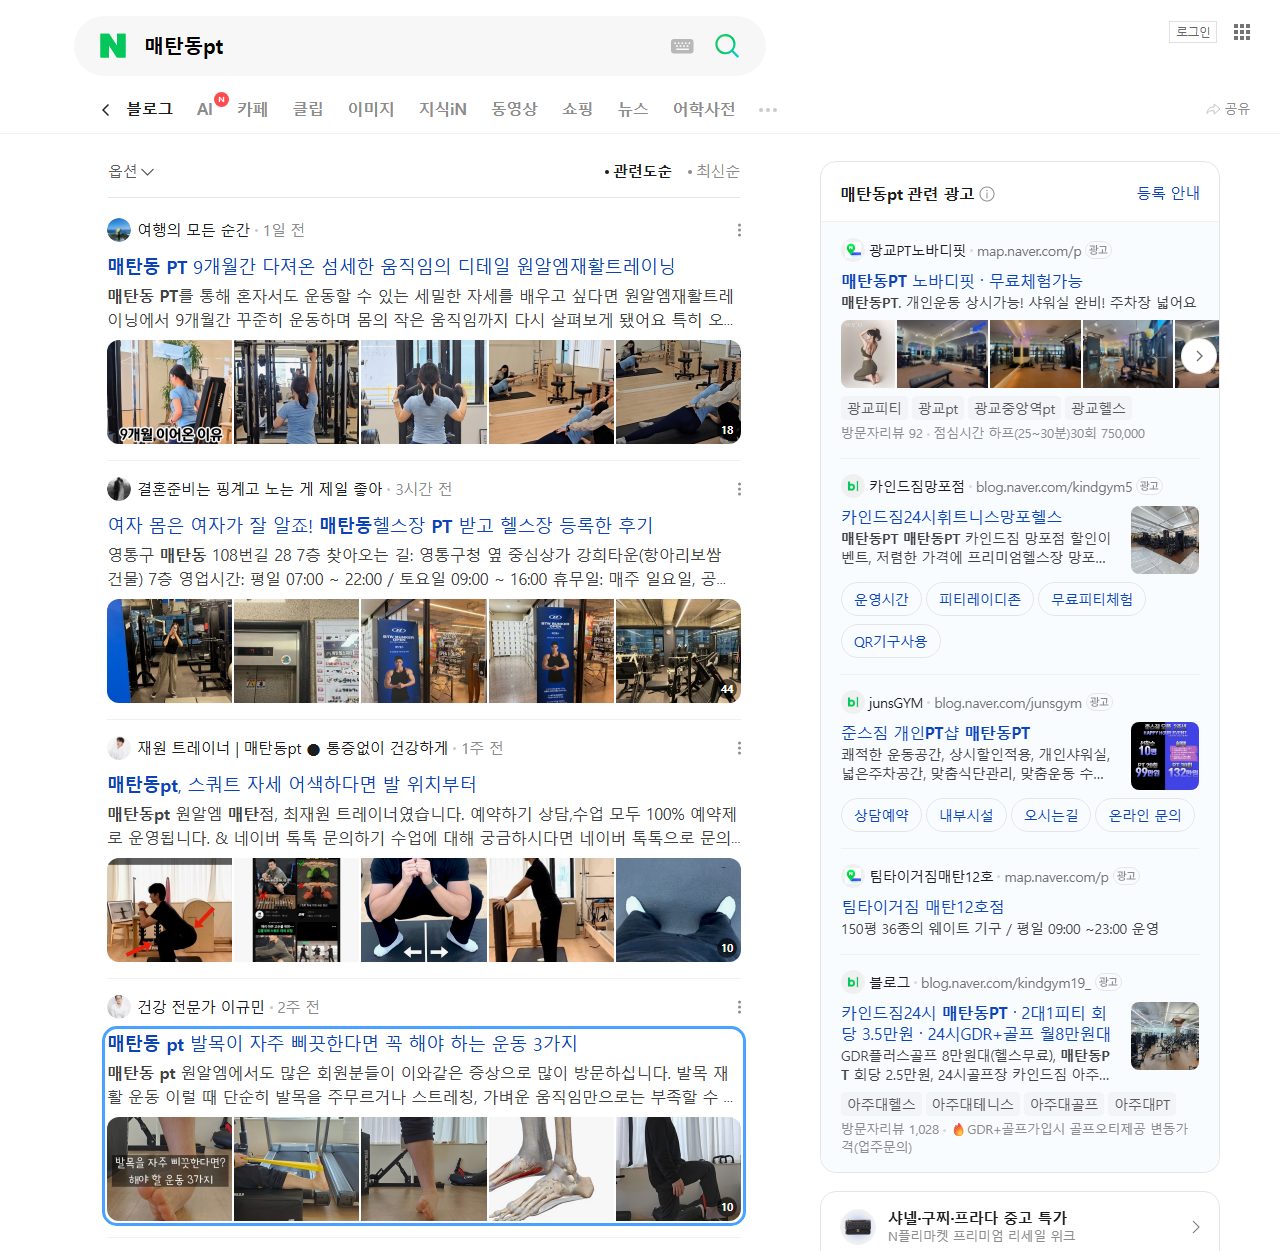 매탄동pt
로그인
블로그
AI
N
카페
클립
이미지
지식iN
동영상
쇼핑
뉴스
어학사전
공유
옵션
관련도순
최신순
여행의 모든 순간 · 1일 전
매탄동 PT 9개월간 다져온 섬세한 움직임의 디테일 원알엠재활트레이닝
매탄동 PT를 통해 혼자서도 운동할 수 있는 세밀한 자세를 배우고 싶다면 원알엠재활트레
이닝에서 9개월간 꾸준히 운동하며 몸의 작은 움직임까지 다시 살펴보게 됐어요 특히 오...
9개월 이어온 이유
18
결혼준비는 핑계고 노는 게 제일 좋아 · 3시간 전
여자 몸은 여자가 잘 알죠! 매탄동헬스장 PT 받고 헬스장 등록한 후기
영통구 매탄동 108번길 28 7층 찾아오는 길: 영통구청 옆 중심상가 강희타운(항아리보쌈
건물) 7층 영업시간: 평일 07:00 ~ 22:00 / 토요일 09:00 ~ 16:00 휴무일: 매주 일요일, 공...
44
재원 트레이너 | 매탄동pt ● 통증없이 건강하게 · 1주 전
매탄동pt, 스쿼트 자세 어색하다면 발 위치부터
매탄동pt 원알엠 매탄점, 최재원 트레이너였습니다. 예약하기 상담,수업 모두 100% 예약제
로 운영됩니다. & 네이버 톡톡 문의하기 수업에 대해 궁금하시다면 네이버 톡톡으로 문의...
10
건강 전문가 이규민 · 2주 전
매탄동 pt 발목이 자주 삐끗한다면 꼭 해야 하는 운동 3가지
매탄동 pt 원알엠에서도 많은 회원분들이 이와같은 증상으로 많이 방문하십니다. 발목 재
활 운동 이럴 때 단순히 발목을 주무르거나 스트레칭, 가벼운 움직임만으로는 부족할 수 ...
발목을 자주 삐끗한다면?
해야 할 운동 3가지
10
매탄동pt 관련 광고
등록 안내
광교PT노바디핏 · map.naver.com/p 광고
매탄동PT 노바디핏 · 무료체험가능
매탄동PT. 개인운동 상시가능! 샤워실 완비! 주차장 넓어요
광교피티 광교pt 광교중앙역pt 광교헬스
방문자리뷰 92 · 점심시간 하프(25~30분)30회 750,000
카인드짐망포점 · blog.naver.com/kindgym5 광고
카인드짐24시휘트니스망포헬스
매탄동PT 매탄동PT 카인드짐 망포점 할인이
벤트, 저렴한 가격에 프리미엄헬스장 망포...
운영시간 피티레이디존 무료피티체험
QR기구사용
junsGYM · blog.naver.com/junsgym 광고
준스짐 개인PT샵 매탄동PT
쾌적한 운동공간, 상시할인적용, 개인샤워실,
넓은주차공간, 맞춤식단관리, 맞춤운동 수...
HAPPY HOUR EVENT
10명
99만원
132만원
상담예약 내부시설 오시는길 온라인 문의
팀타이거짐매탄12호 · map.naver.com/p 광고
팀타이거짐 매탄12호점
150평 36종의 웨이트 기구 / 평일 09:00 ~23:00 운영
블로그 · blog.naver.com/kindgym19_ 광고
카인드짐24시 매탄동PT · 2대1피티 회
당 3.5만원 · 24시GDR+골프 월8만원대
GDR플러스골프 8만원대(헬스무료), 매탄동P
T 회당 2.5만원, 24시골프장 카인드짐 아주...
아주대헬스 아주대테니스 아주대골프 아주대PT
방문자리뷰 1,028 · 🔥GDR+골프가입시 골프오티제공 변동가
격(업주문의)
샤넬·구찌·프라다 중고 특가
N플리마켓 프리미엄 리세일 위크